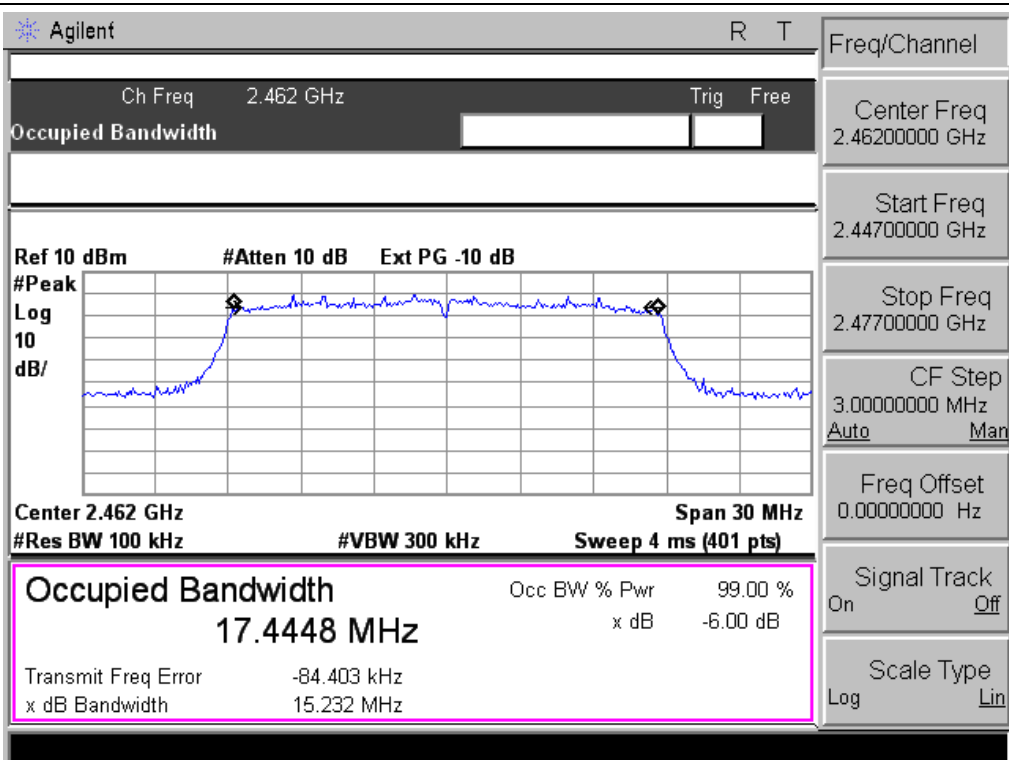 Agilent R T
Ch Freq 2.462 GHz Trig Free
Occupied Bandwidth
Ref 10 dBm #Atten 10 dB Ext PG -10 dB
#Peak
Log
10
dB/
Center 2.462 GHz Span 30 MHz
#Res BW 100 kHz #VBW 300 kHz Sweep 4 ms (401 pts)
Occupied Bandwidth
17.4448 MHz
Occ BW % Pwr 99.00 %
x dB -6.00 dB
Transmit Freq Error -84.403 kHz
x dB Bandwidth 15.232 MHz
Freq/Channel
Center Freq
2.46200000 GHz
Start Freq
2.44700000 GHz
Stop Freq
2.47700000 GHz
CF Step
3.00000000 MHz
Auto Man
Freq Offset
0.00000000 Hz
Signal Track
On Off
Scale Type
Log Lin